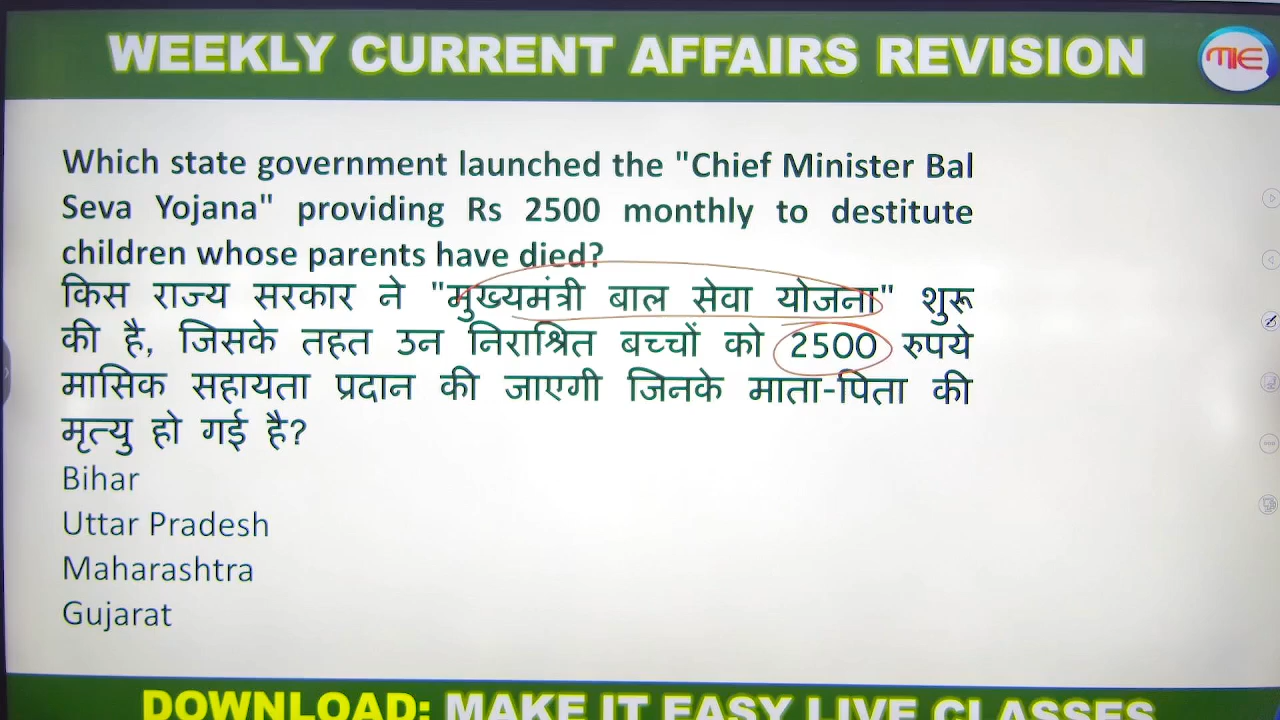 WEEKLY CURRENT AFFAIRS REVISION
MIE
Which state government launched the "Chief Minister Bal
Seva Yojana" providing Rs 2500 monthly to destitute
children whose parents have died?
किस राज्य सरकार ने "मुख्यमंत्री बाल सेवा योजना" शुरू
की है, जिसके तहत उन निराश्रित बच्चों को 2500 रुपये
मासिक सहायता प्रदान की जाएगी जिनके माता-पिता की
मृत्यु हो गई है?
Bihar
Uttar Pradesh
Maharashtra
Gujarat
DOWNLOAD: MAKE IT EASY LIVE CLASSES